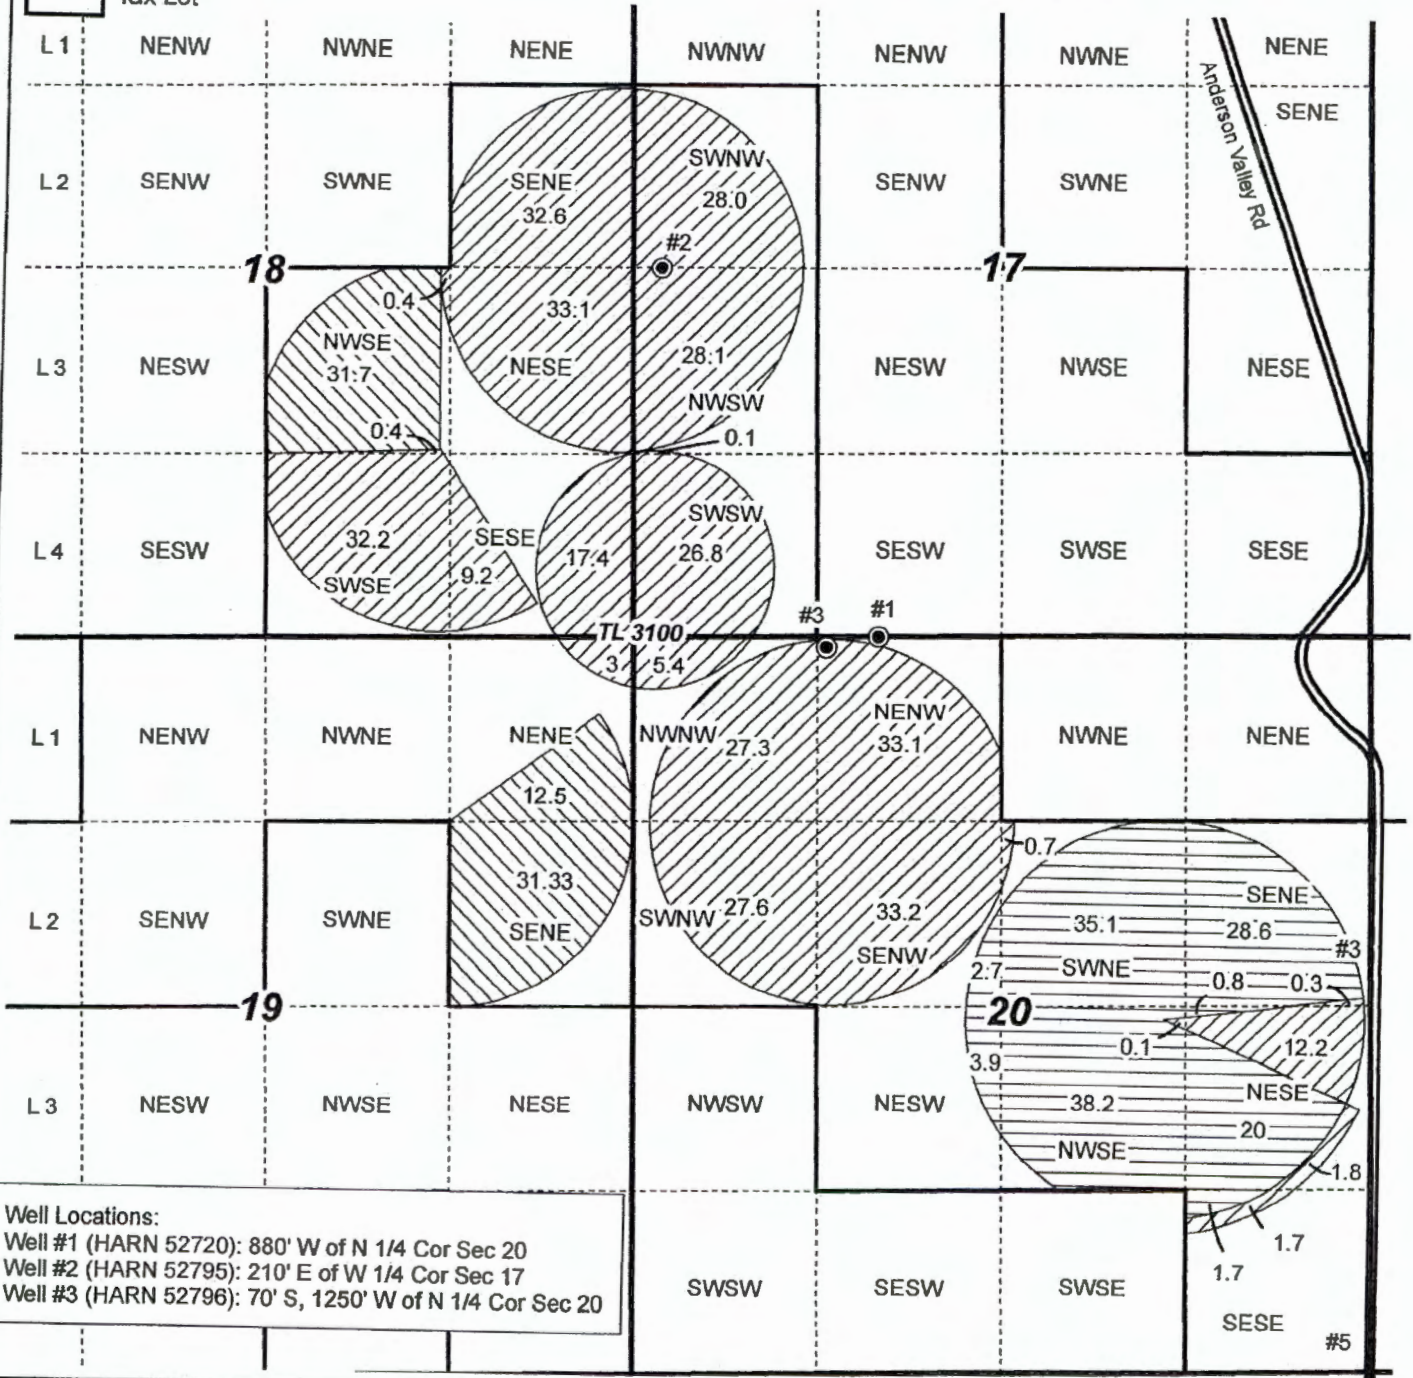 L 1 NENW NWNE NENE NWNW NENW NWNE NENE
Anderson Valley Rd
SENE
L 2 SENW SWNE SENE SWNW SENW SWNE
32.6 28.0
#2
18 17
0.4 33.1
NWSE 28.1
L 3 NESW 31.7 NESE NESW NWSE NESE
NWSW
0.4 0.1
SWSW
L 4 SESW 32.2 SESE 17.4 26.8 SESW SWSE SESE
SWSE 9.2
#3 #1
TL 3100
3 5.4
NENW
L 1 NENW NWNE NENE NWNW 27.3 33.1 NWNE NENE
12.5
0.7
31.33 SENE
L 2 SENW SWNE SENE SWNW 27.6 33.2 35.1 28.6
SENW #3
2.7 SWNE 0.8 0.3
19 20
0.1 12.2
3.9
L 3 NESW NWSE NESE NWSW NESW 38.2 NESE
20
NWSE 1.8
1.7
1.7
SWSW SESW SWSE
SESE
#5
Well Locations:
Well #1 (HARN 52720): 880' W of N 1/4 Cor Sec 20
Well #2 (HARN 52795): 210' E of W 1/4 Cor Sec 17
Well #3 (HARN 52796): 70' S, 1250' W of N 1/4 Cor Sec 20